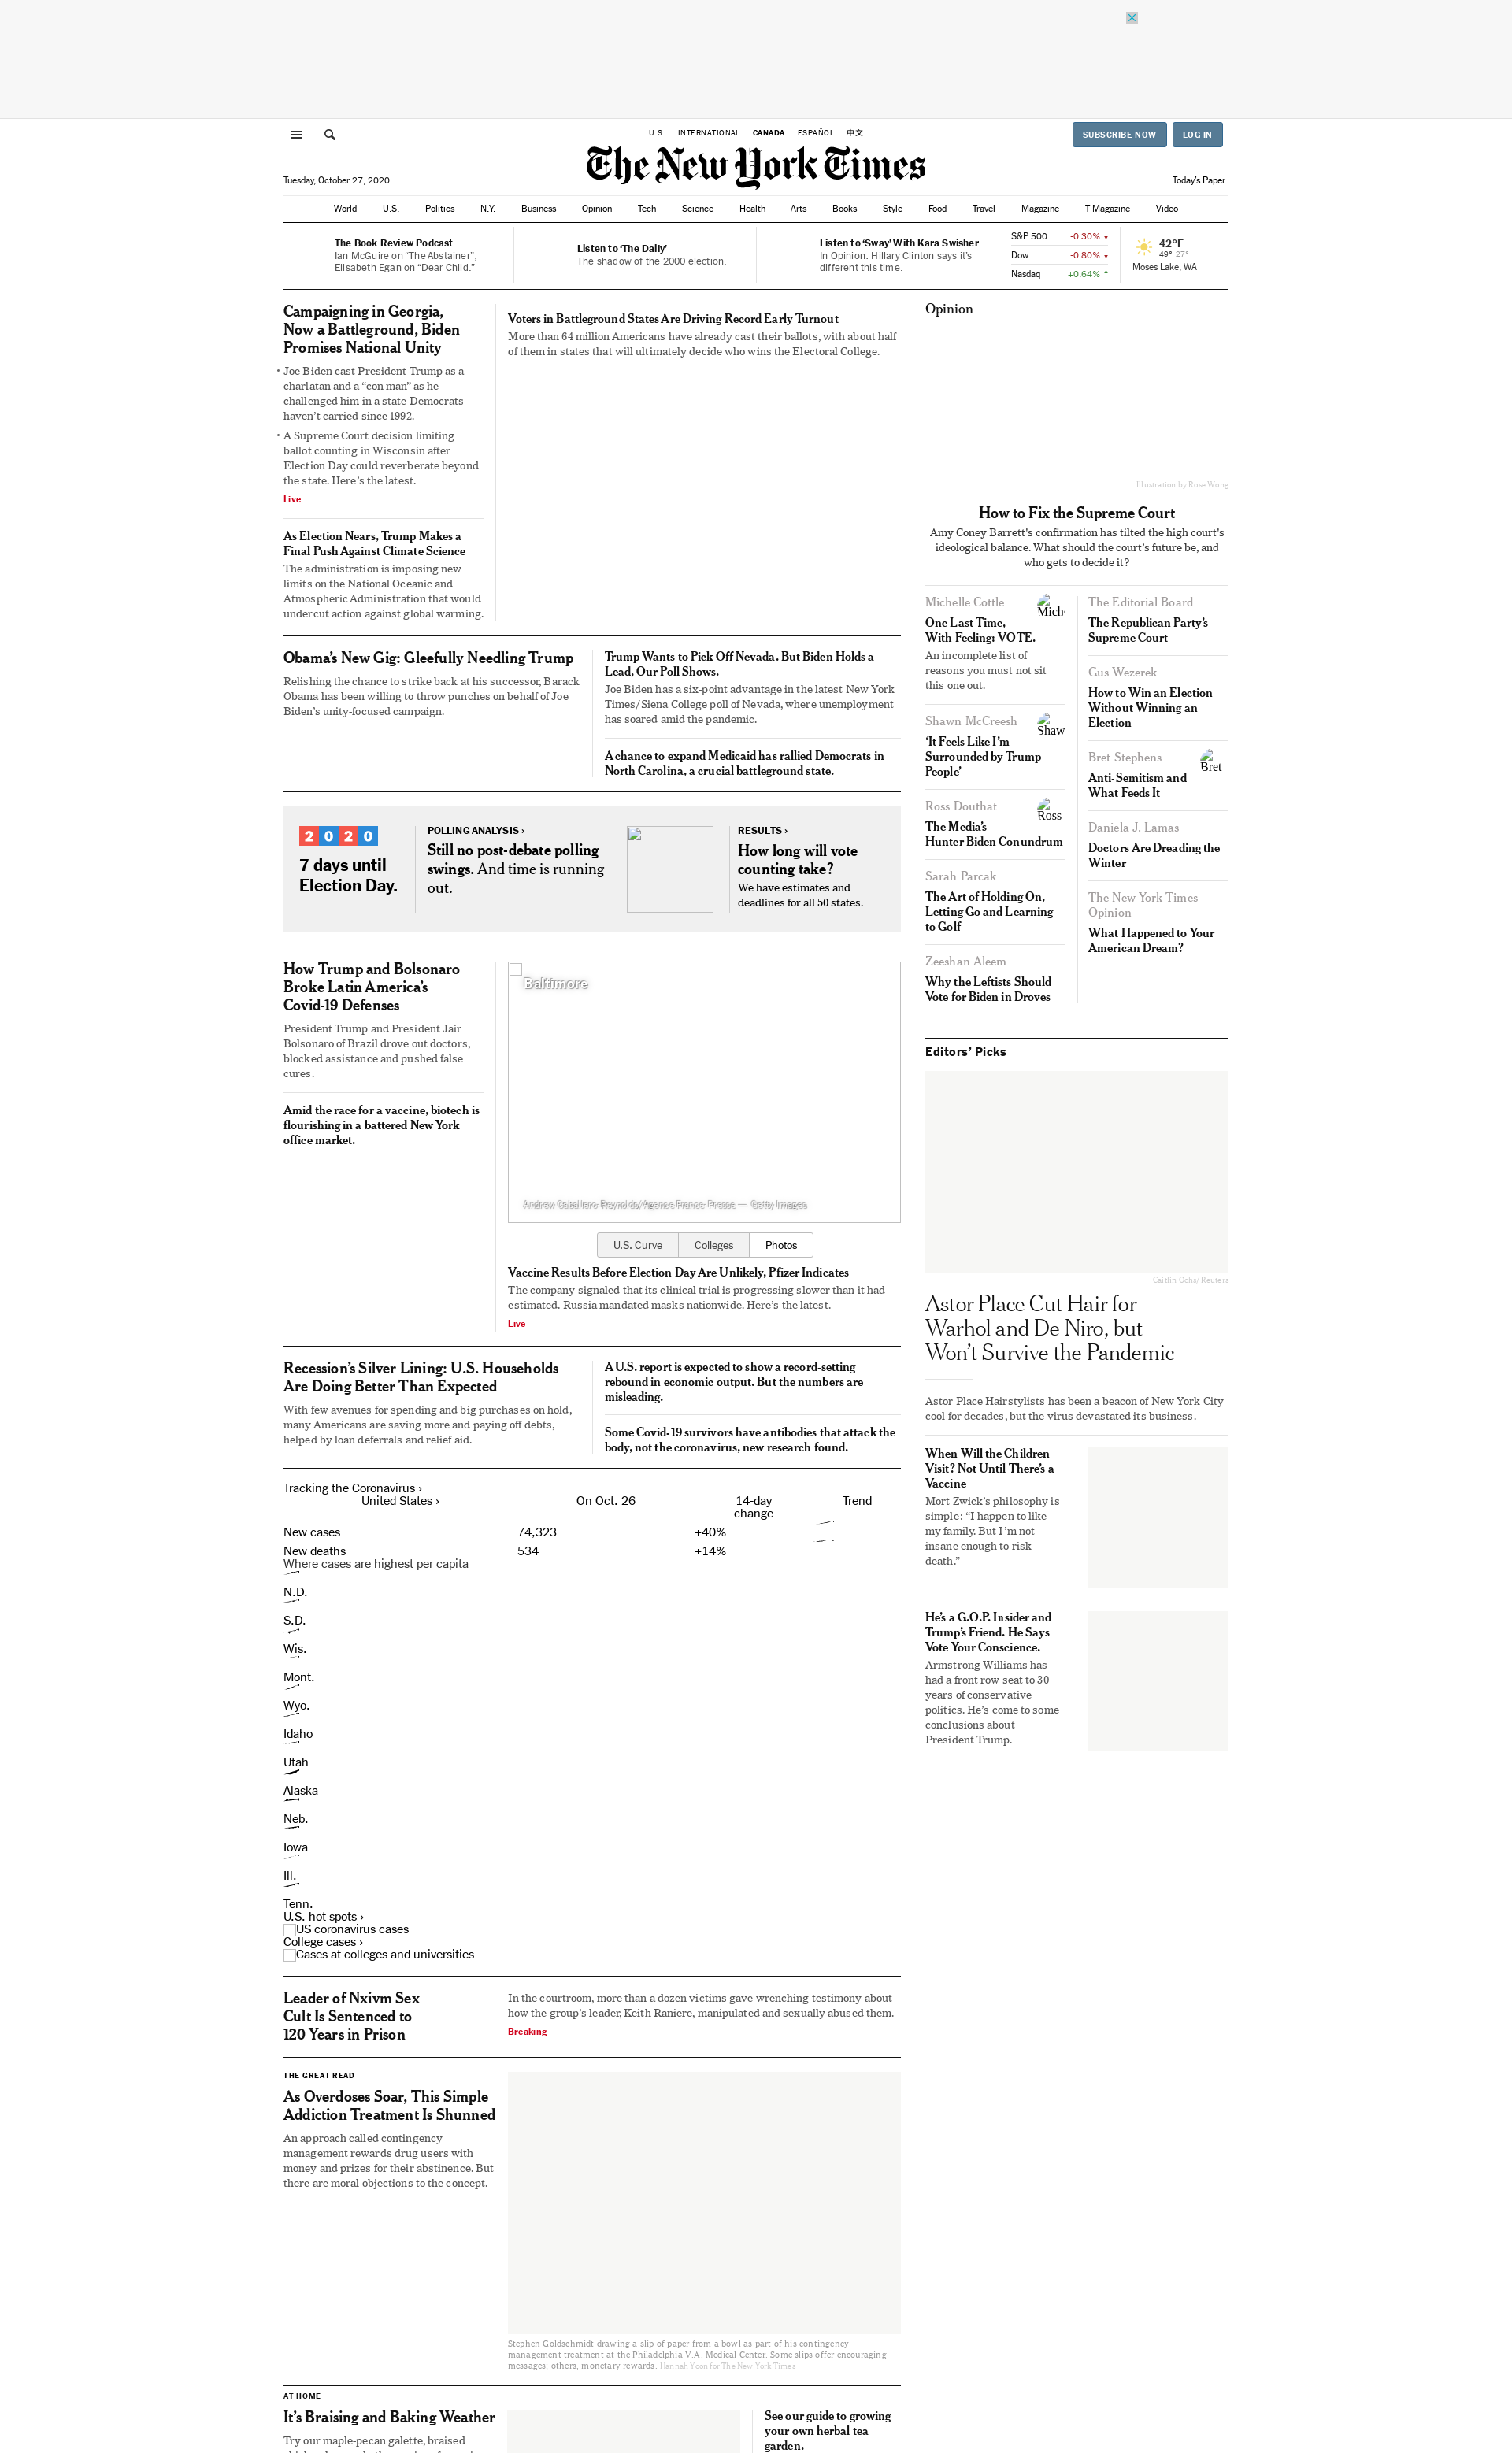 U.S. INTERNATIONAL CANADA ESPAÑOL 中文
SUBSCRIBE NOW LOG IN
The New York Times
Tuesday, October 27, 2020
Today's Paper
World U.S. Politics N.Y. Business Opinion Tech Science Health Arts Books Style Food Travel Magazine T Magazine Video
The Book Review Podcast
Ian McGuire on “The Abstainer”;
Elisabeth Egan on “Dear Child.”
Listen to ‘The Daily’
The shadow of the 2000 election.
Listen to ‘Sway’ With Kara Swisher
In Opinion: Hillary Clinton says it’s
different this time.
S&P 500 -0.30%
Dow -0.80%
Nasdaq +0.64%
42°F
49° 27°
Moses Lake, WA
Campaigning in Georgia,
Now a Battleground, Biden
Promises National Unity
• Joe Biden cast President Trump as a
charlatan and a “con man” as he
challenged him in a state Democrats
haven’t carried since 1992.
• A Supreme Court decision limiting
ballot counting in Wisconsin after
Election Day could reverberate beyond
the state. Here’s the latest.
Live
As Election Nears, Trump Makes a
Final Push Against Climate Science
The administration is imposing new
limits on the National Oceanic and
Atmospheric Administration that would
undercut action against global warming.
Voters in Battleground States Are Driving Record Early Turnout
More than 64 million Americans have already cast their ballots, with about half
of them in states that will ultimately decide who wins the Electoral College.
Obama’s New Gig: Gleefully Needling Trump
Relishing the chance to strike back at his successor, Barack
Obama has been willing to throw punches on behalf of Joe
Biden’s unity-focused campaign.
Trump Wants to Pick Off Nevada. But Biden Holds a
Lead, Our Poll Shows.
Joe Biden has a six-point advantage in the latest New York
Times/Siena College poll of Nevada, where unemployment
has soared amid the pandemic.
A chance to expand Medicaid has rallied Democrats in
North Carolina, a crucial battleground state.
2020
7 days until
Election Day.
POLLING ANALYSIS ›
Still no post-debate polling
swings. And time is running
out.
RESULTS ›
How long will vote
counting take?
We have estimates and
deadlines for all 50 states.
How Trump and Bolsonaro
Broke Latin America’s
Covid-19 Defenses
President Trump and President Jair
Bolsonaro of Brazil drove out doctors,
blocked assistance and pushed false
cures.
Amid the race for a vaccine, biotech is
flourishing in a battered New York
office market.
Baltimore
Andrew Caballero-Reynolds/Agence France-Presse — Getty Images
U.S. Curve Colleges Photos
Vaccine Results Before Election Day Are Unlikely, Pfizer Indicates
The company signaled that its clinical trial is progressing slower than it had
estimated. Russia mandated masks nationwide. Here’s the latest.
Live
Recession’s Silver Lining: U.S. Households
Are Doing Better Than Expected
With few avenues for spending and big purchases on hold,
many Americans are saving more and paying off debts,
helped by loan deferrals and relief aid.
A U.S. report is expected to show a record-setting
rebound in economic output. But the numbers are
misleading.
Some Covid-19 survivors have antibodies that attack the
body, not the coronavirus, new research found.
Tracking the Coronavirus ›
United States › On Oct. 26 14-day
change Trend
New cases 74,323 +40%
New deaths 534 +14%
Where cases are highest per capita
N.D.
S.D.
Wis.
Mont.
Wyo.
Idaho
Utah
Alaska
Neb.
Iowa
Ill.
Tenn.
U.S. hot spots ›
US coronavirus cases
College cases ›
Cases at colleges and universities
Leader of Nxivm Sex
Cult Is Sentenced to
120 Years in Prison
In the courtroom, more than a dozen victims gave wrenching testimony about
how the group’s leader, Keith Raniere, manipulated and sexually abused them.
Breaking
THE GREAT READ
As Overdoses Soar, This Simple
Addiction Treatment Is Shunned
An approach called contingency
management rewards drug users with
money and prizes for their abstinence. But
there are moral objections to the concept.
Stephen Goldschmidt drawing a slip of paper from a bowl as part of his contingency
management treatment at the Philadelphia V.A. Medical Center. Some slips offer encouraging
messages; others, monetary rewards. Hannah Yoon for The New York Times
AT HOME
It’s Braising and Baking Weather
Try our maple-pecan galette, braised
See our guide to growing
your own herbal tea
garden.
Opinion
Illustration by Rose Wong
How to Fix the Supreme Court
Amy Coney Barrett’s confirmation has tilted the high court’s
ideological balance. What should the court’s future be, and
who gets to decide it?
Michelle Cottle
Mich
One Last Time,
With Feeling: VOTE.
An incomplete list of
reasons you must not sit
this one out.
Shawn McCreesh
Shaw
‘It Feels Like I’m
Surrounded by Trump
People’
Ross Douthat
Ross
The Media’s
Hunter Biden Conundrum
Sarah Parcak
The Art of Holding On,
Letting Go and Learning
to Golf
Zeeshan Aleem
Why the Leftists Should
Vote for Biden in Droves
The Editorial Board
The Republican Party’s
Supreme Court
Gus Wezerek
How to Win an Election
Without Winning an
Election
Bret Stephens
Bret
Anti-Semitism and
What Feeds It
Daniela J. Lamas
Doctors Are Dreading the
Winter
The New York Times
Opinion
What Happened to Your
American Dream?
Editors’ Picks
Caitlin Ochs/Reuters
Astor Place Cut Hair for
Warhol and De Niro, but
Won’t Survive the Pandemic
Astor Place Hairstylists has been a beacon of New York City
cool for decades, but the virus devastated its business.
When Will the Children
Visit? Not Until There’s a
Vaccine
Mort Zwick’s philosophy is
simple: “I happen to like
my family. But I’m not
insane enough to risk
death.”
He’s a G.O.P. Insider and
Trump’s Friend. He Says
Vote Your Conscience.
Armstrong Williams has
had a front row seat to 30
years of conservative
politics. He’s come to some
conclusions about
President Trump.